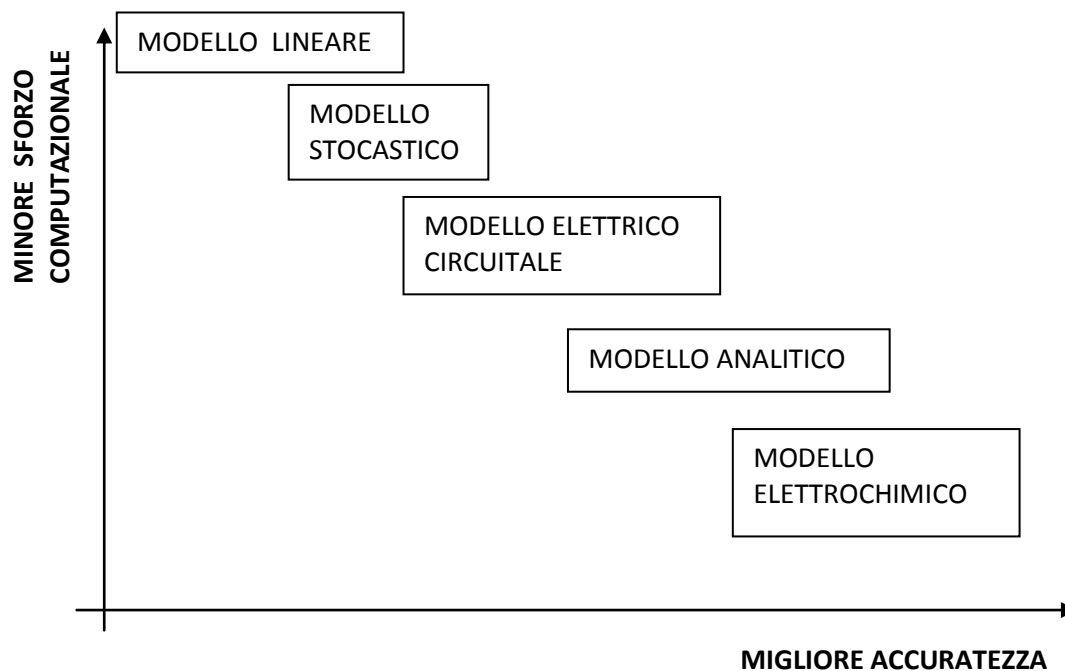 MINORE SFORZO
COMPUTAZIONALE
MODELLO LINEARE
MODELLO
STOCASTICO
MODELLO ELETTRICO
CIRCUITALE
MODELLO ANALITICO
MODELLO
ELETTROCHIMICO
MIGLIORE ACCURATEZZA